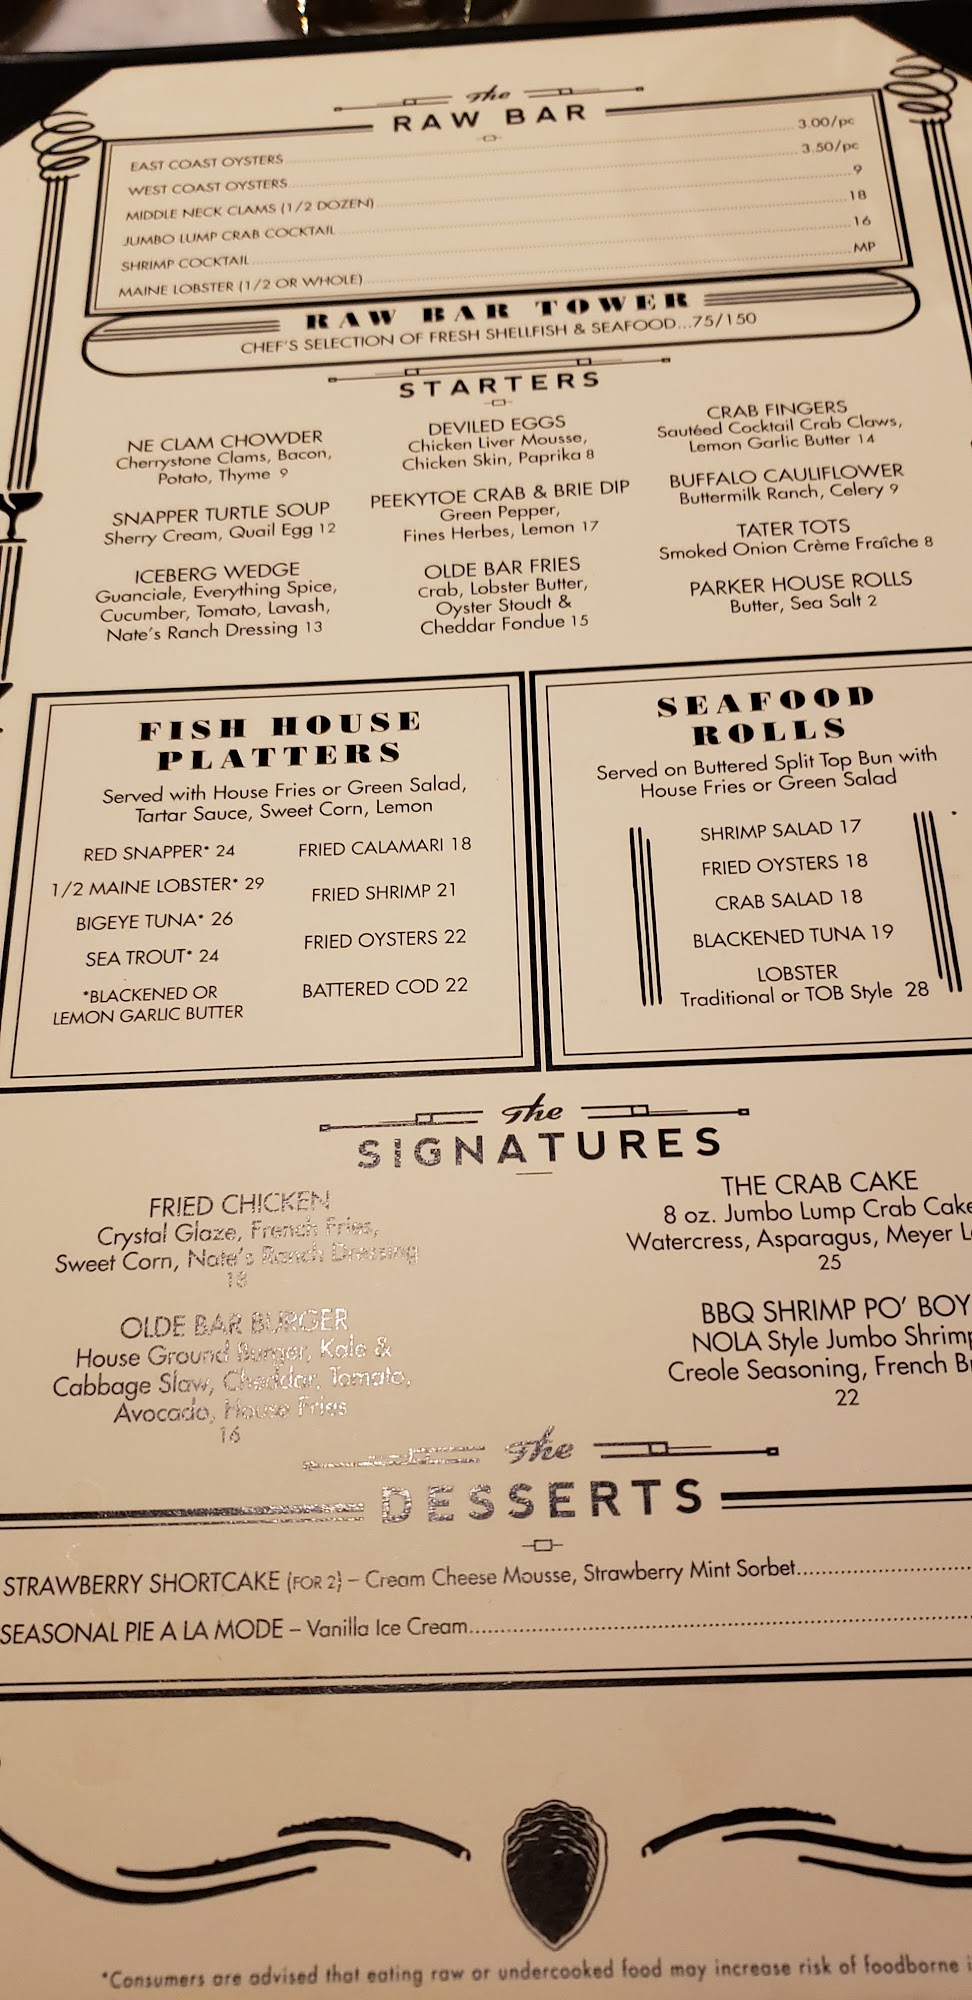 The
RAW BAR
EAST COAST OYSTERS 3.00/pc
WEST COAST OYSTERS 3.50/pc
MIDDLE NECK CLAMS (1/2 DOZEN) 9
JUMBO LUMP CRAB COCKTAIL 18
SHRIMP COCKTAIL 16
MAINE LOBSTER (1/2 OR WHOLE) MP
RAW BAR TOWER
CHEF'S SELECTION OF FRESH SHELLFISH & SEAFOOD...75/150
STARTERS
NE CLAM CHOWDER
Cherrystone Clams, Bacon,
Potato, Thyme 9
SNAPPER TURTLE SOUP
Sherry Cream, Quail Egg 12
ICEBERG WEDGE
Guanciale, Everything Spice,
Cucumber, Tomato, Lavash,
Nate's Ranch Dressing 13
DEVILED EGGS
Chicken Liver Mousse,
Chicken Skin, Paprika 8
PEEKYTOE CRAB & BRIE DIP
Green Pepper,
Fines Herbes, Lemon 17
OLDE BAR FRIES
Crab, Lobster Butter,
Oyster Stoudt &
Cheddar Fondue 15
CRAB FINGERS
Sautéed Cocktail Crab Claws,
Lemon Garlic Butter 14
BUFFALO CAULIFLOWER
Buttermilk Ranch, Celery 9
TATER TOTS
Smoked Onion Crème Fraîche 8
PARKER HOUSE ROLLS
Butter, Sea Salt 2
FISH HOUSE
PLATTERS
Served with House Fries or Green Salad,
Tartar Sauce, Sweet Corn, Lemon
RED SNAPPER* 24
1/2 MAINE LOBSTER* 29
BIGEYE TUNA* 26
SEA TROUT* 24
*BLACKENED OR
LEMON GARLIC BUTTER
FRIED CALAMARI 18
FRIED SHRIMP 21
FRIED OYSTERS 22
BATTERED COD 22
SEAFOOD
ROLLS
Served on Buttered Split Top Bun with
House Fries or Green Salad
SHRIMP SALAD 17
FRIED OYSTERS 18
CRAB SALAD 18
BLACKENED TUNA 19
LOBSTER
Traditional or TOB Style 28
The
SIGNATURES
FRIED CHICKEN
Crystal Glaze, French Fries,
Sweet Corn, Nate's Ranch Dressing
18
OLDE BAR BURGER
House Ground Burger, Kale &
Cabbage Slaw, Cheddar, Tomato,
Avocado, House Fries
16
THE CRAB CAKE
8 oz. Jumbo Lump Crab Cake
Watercress, Asparagus, Meyer
25
BBQ SHRIMP PO' BOY
NOLA Style Jumbo Shrimp
Creole Seasoning, French
22
The
DESSERTS
STRAWBERRY SHORTCAKE (FOR 2) – Cream Cheese Mousse, Strawberry Mint Sorbet
SEASONAL PIE A LA MODE – Vanilla Ice Cream
*Consumers are advised that eating raw or undercooked food may increase risk of foodborne